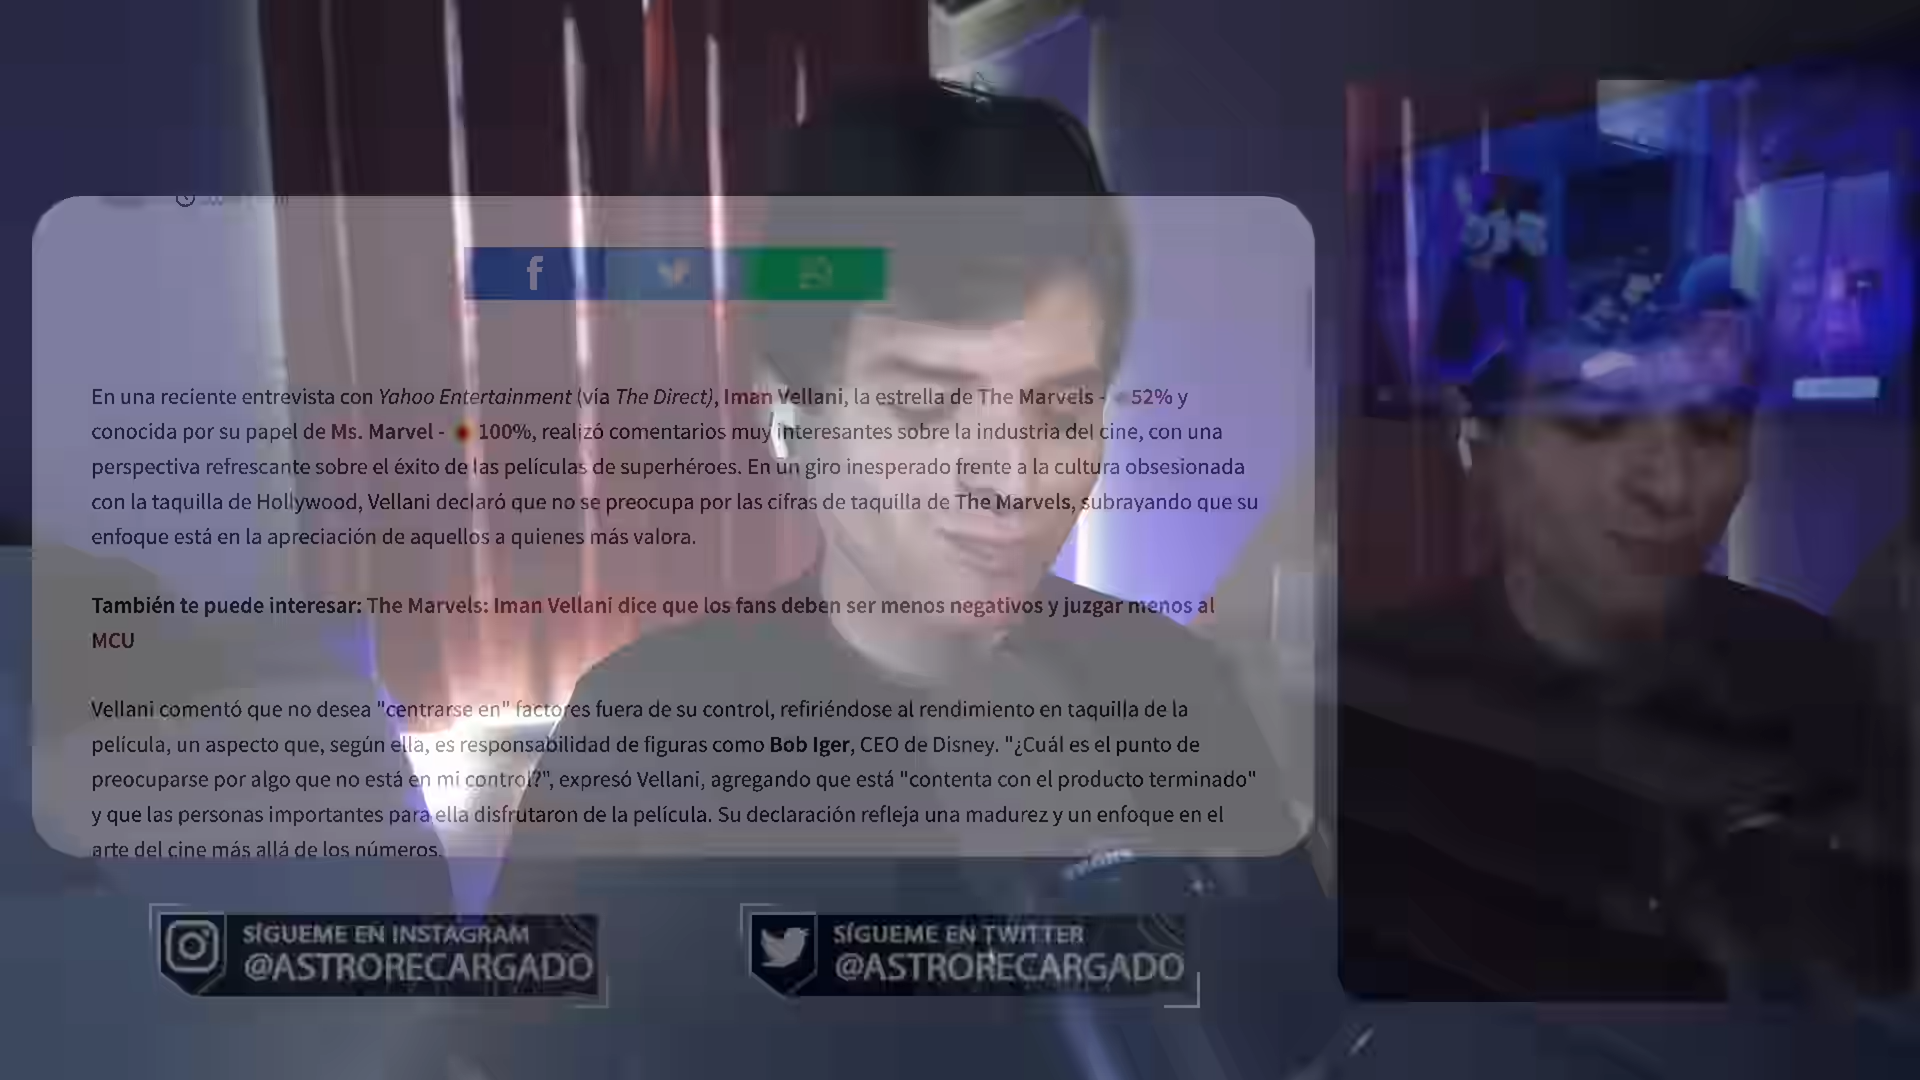 f
En una reciente entrevista con Yahoo Entertainment (vía The Direct), Iman Vellani, la estrella de The Marvels - 52% y
conocida por su papel de Ms. Marvel - 100%, realizó comentarios muy interesantes sobre la industria del cine, con una
perspectiva refrescante sobre el éxito de las películas de superhéroes. En un giro inesperado frente a la cultura obsesionada
con la taquilla de Hollywood, Vellani declaró que no se preocupa por las cifras de taquilla de The Marvels, subrayando que su
enfoque está en la apreciación de aquellos a quienes más valora.
También te puede interesar: The Marvels: Iman Vellani dice que los fans deben ser menos negativos y juzgar menos al
MCU
Vellani comentó que no desea "centrarse en" factores fuera de su control, refiriéndose al rendimiento en taquilla de la
película, un aspecto que, según ella, es responsabilidad de figuras como Bob Iger, CEO de Disney. "¿Cuál es el punto de
preocuparse por algo que no está en mi control?", expresó Vellani, agregando que está "contenta con el producto terminado"
y que las personas importantes para ella disfrutaron de la película. Su declaración refleja una madurez y un enfoque en el
arte del cine más allá de los números.
SÍGUEME EN INSTAGRAM
@ASTRORECARGADO
SÍGUEME EN TWITTER
@ASTRORECARGADO